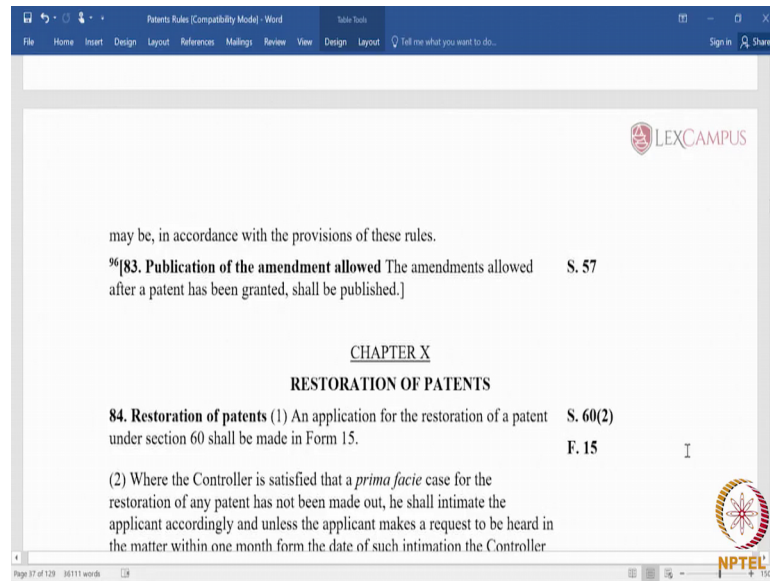 Patents Rules [Compatibility Mode] - Word
Table Tools
File Home Insert Design Layout References Mailings Review View Design Layout Tell me what you want to do... Sign in Share
LEXCAMPUS
may be, in accordance with the provisions of these rules.
96[83. Publication of the amendment allowed The amendments allowed S. 57
after a patent has been granted, shall be published.]
CHAPTER X
RESTORATION OF PATENTS
84. Restoration of patents (1) An application for the restoration of a patent S. 60(2)
under section 60 shall be made in Form 15.
F. 15
(2) Where the Controller is satisfied that a prima facie case for the
restoration of any patent has not been made out, he shall intimate the
applicant accordingly and unless the applicant makes a request to be heard in
the matter within one month form the date of such intimation the Controller
NPTEL
Page 37 of 129 36111 words
150